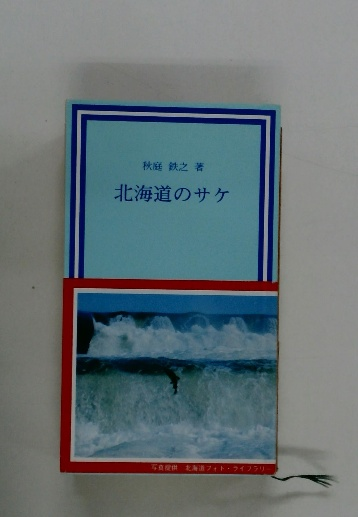 秋庭 鉄之 著
北海道のサケ
写真提供 北海道フォト・ライブラリー